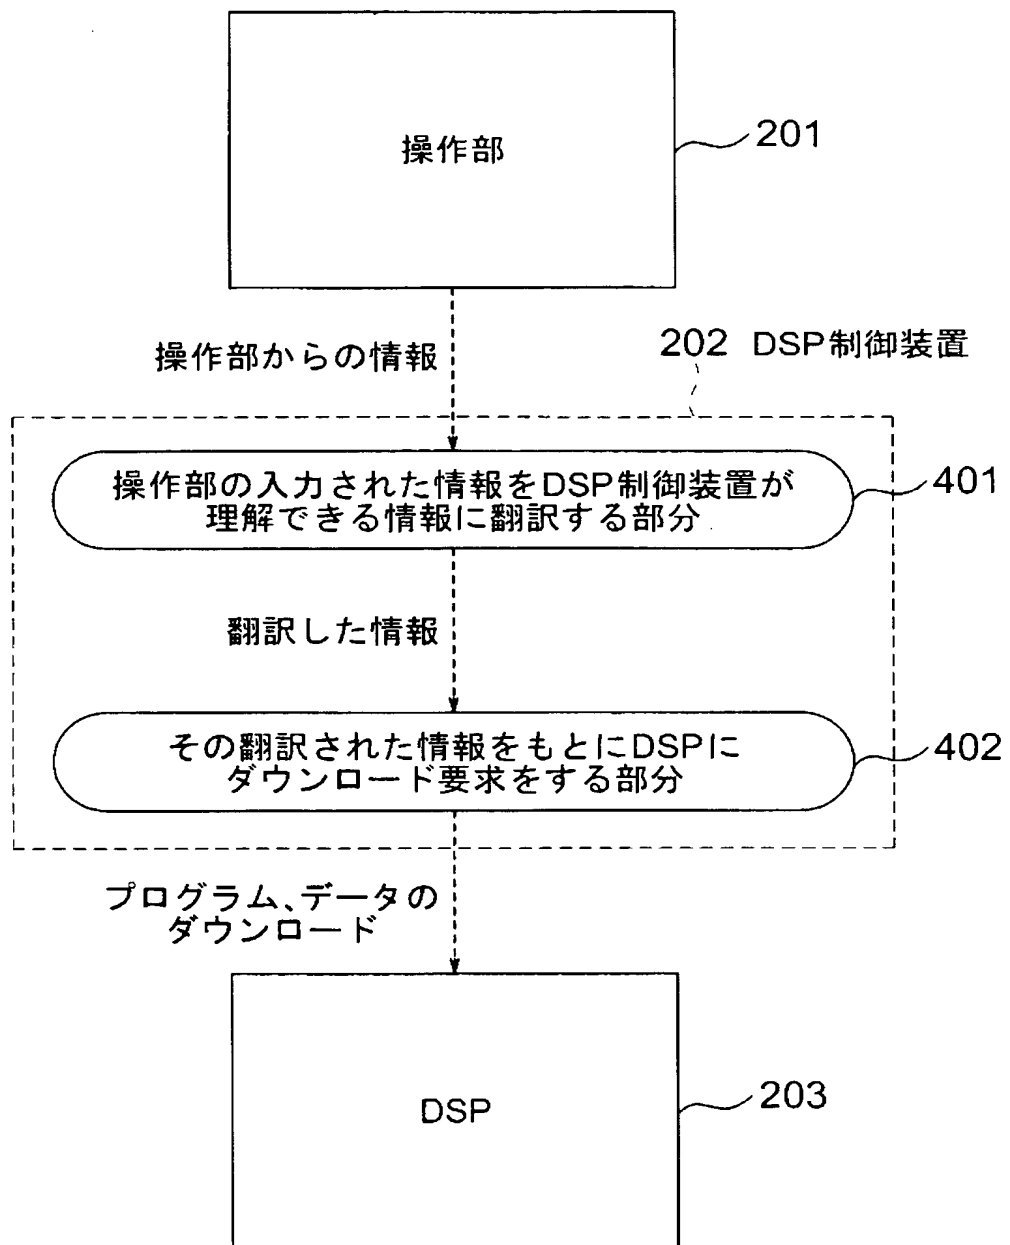 操作部
201
操作部からの情報
202 DSP制御装置
操作部の入力された情報をDSP制御装置が
理解できる情報に翻訳する部分
401
翻訳した情報
その翻訳された情報をもとにDSPに
ダウンロード要求をする部分
402
プログラム、データの
ダウンロード
DSP
203